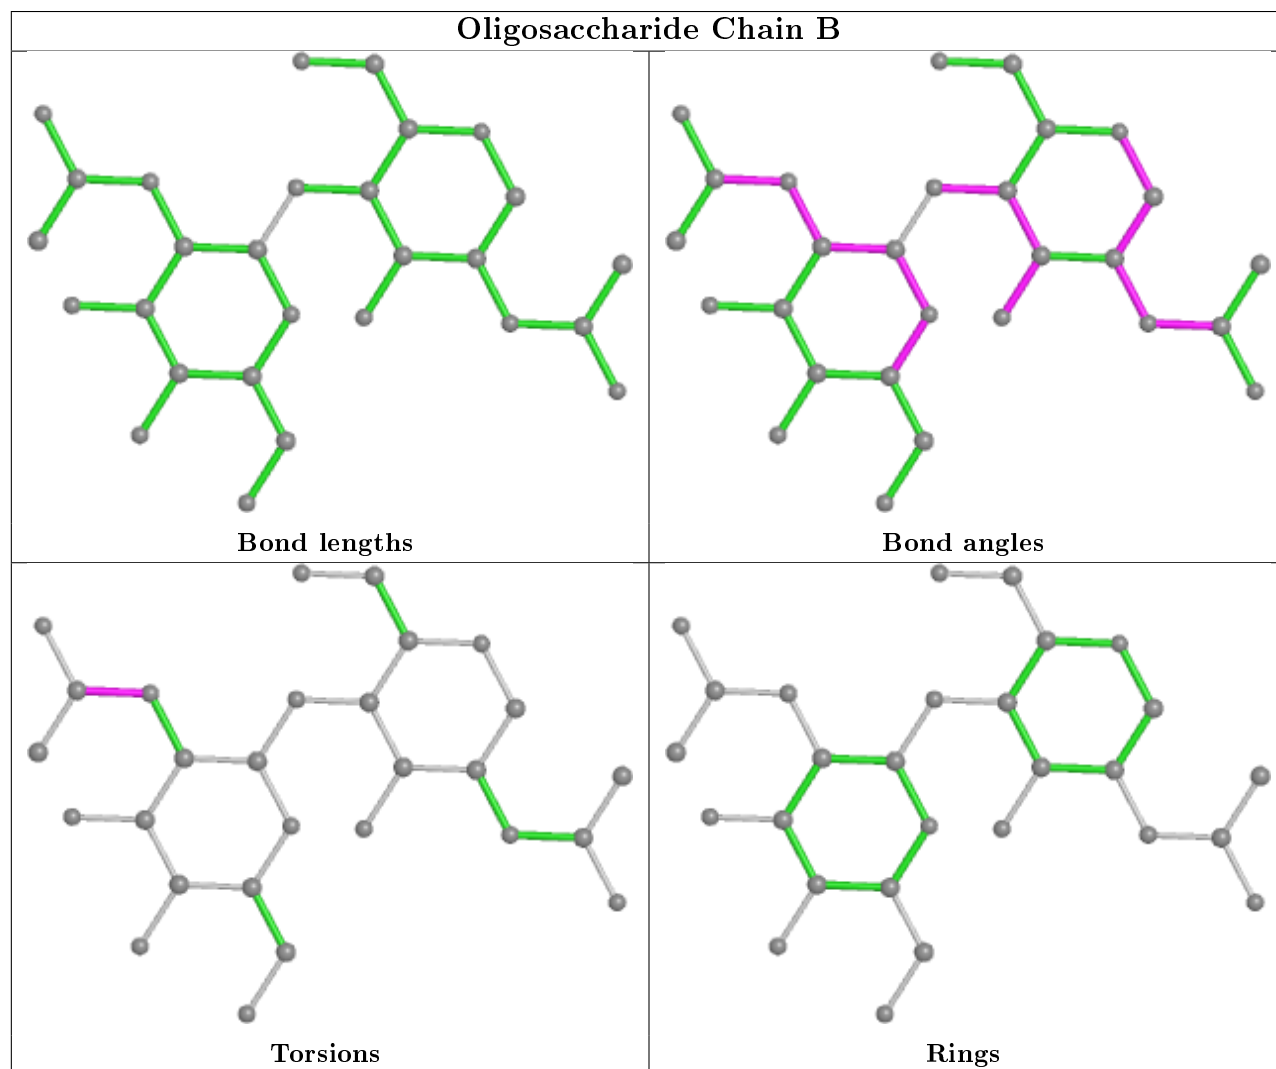 Oligosaccharide Chain B
Bond lengths
Bond angles
Torsions
Rings